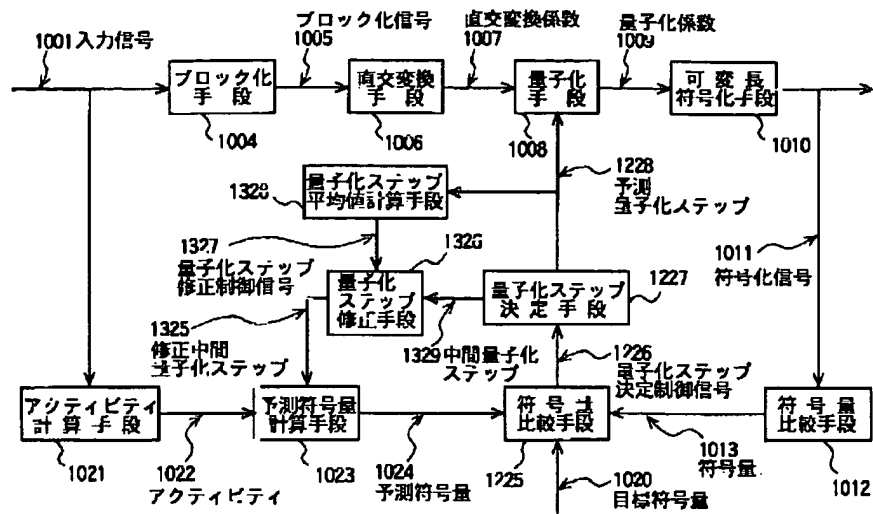 1001入力信号
ブロック化信号
1005
直交変換係数
1007
量子化係数
1009
ブロック化
手段
1004
直交変換
手段
1006
量子化
手段
1008
可変長
符号化手段
1010
1328
量子化ステップ
平均値計算手段
1228
予測
量子化ステップ
1327
量子化ステップ
修正制御信号
1326
量子化
ステップ
修正手段
量子化ステップ
決定手段
1227
1011
符号化信号
1325
修正中間
量子化ステップ
1329中間量子化
ステップ
1226
量子化ステップ
決定制御信号
アクティビティ
計算手段
1021
1022
アクティビティ
予測符号量
計算手段
1023
1024
予測符号量
符号量
比較手段
1225
1020
目標符号量
1013
符号量
符号量
比較手段
1012